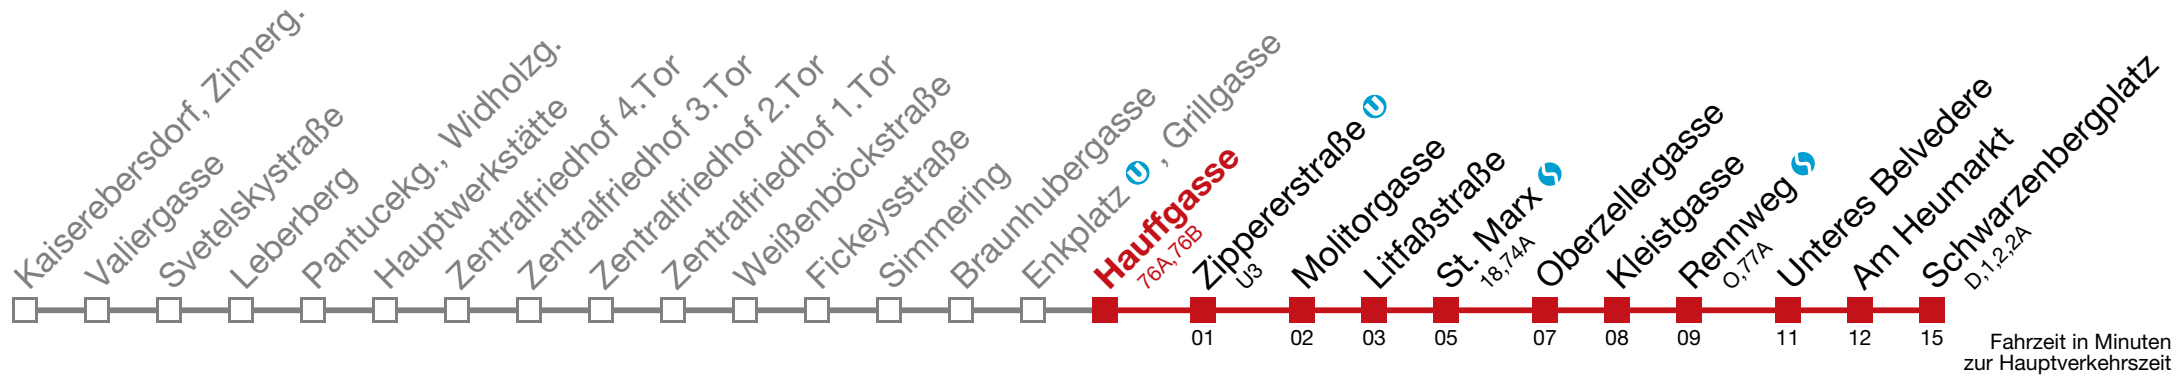 Kaiserebersdorf, Zinnerg.
Valiergasse
Svetelskystraße
Leberberg
Pantucekg., Widholzg.
Hauptwerkstätte
Zentralfriedhof 4.Tor
Zentralfriedhof 3.Tor
Zentralfriedhof 2.Tor
Zentralfriedhof 1.Tor
Weißenböckstraße
Fickeysstraße
Simmering
Braunhubergasse
Enkplatz U , Grillgasse
Hauffgasse
76A,76B
Zippererstraße U
U3
Molitorgasse
Litfaßstraße
St. Marx S
18,74A
Oberzellergasse
Kleistgasse
Rennweg S
O,77A
Unteres Belvedere
Am Heumarkt
Schwarzenbergplatz
D,1,2,2A
01 02 03 05 07 08 09 11 12 15
Fahrzeit in Minuten
zur Hauptverkehrszeit